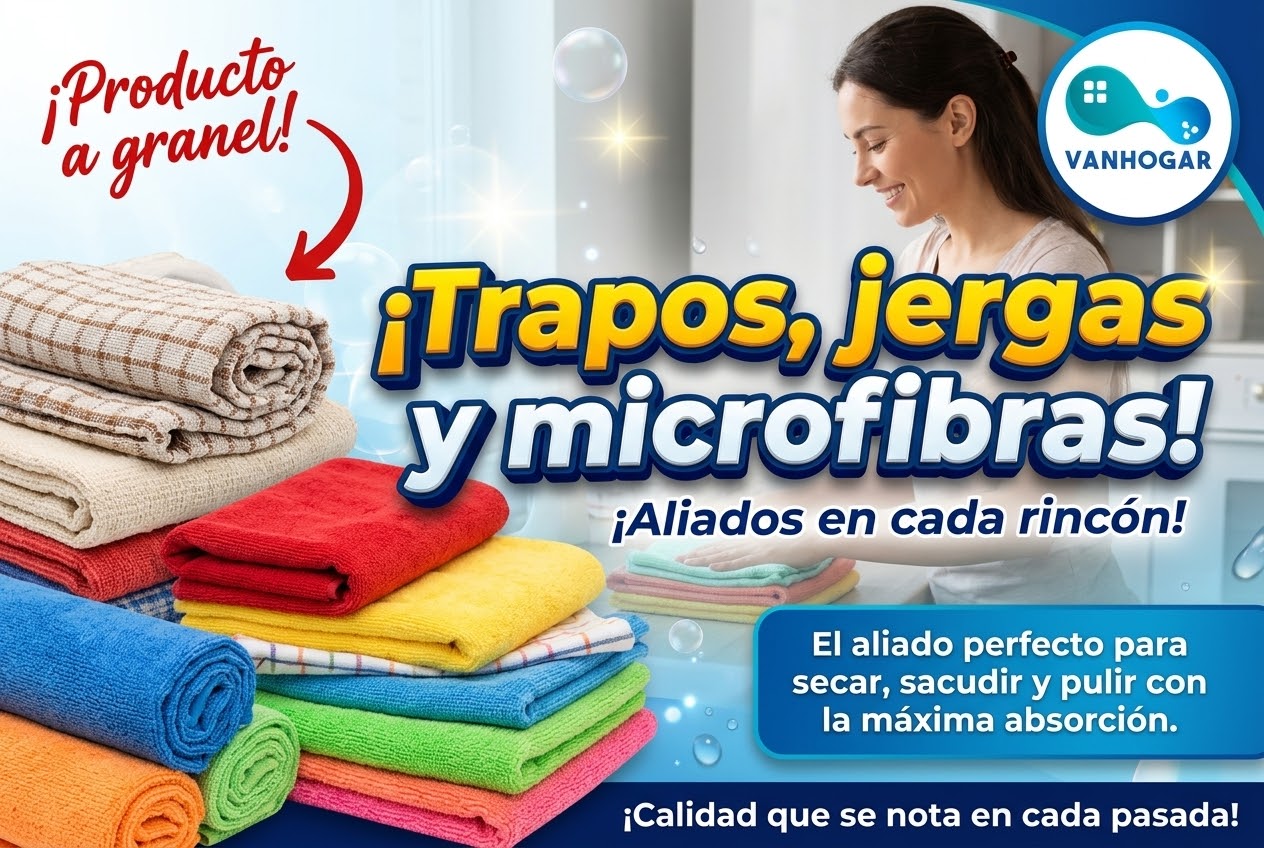 ¡Producto
a granel!
VANHOGAR
¡Trapos, jergas
y microfibras!
¡Aliados en cada rincón!
El aliado perfecto para
secar, sacudir y pulir con
la máxima absorción.
¡Calidad que se nota en cada pasada!